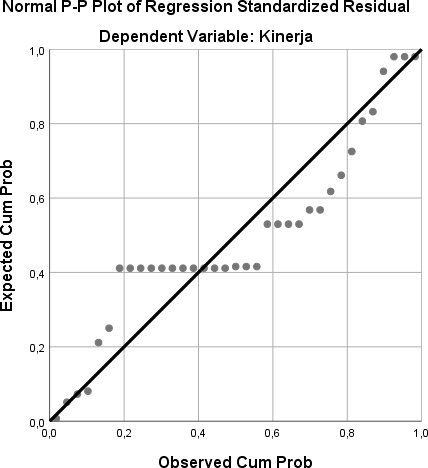 Normal P-P Plot of Regression Standardized Residual
Dependent Variable: Kinerja
Expected Cum Prob
1,0
0,8
0,6
0,4
0,2
0,0
0,0 0,2 0,4 0,6 0,8 1,0
Observed Cum Prob